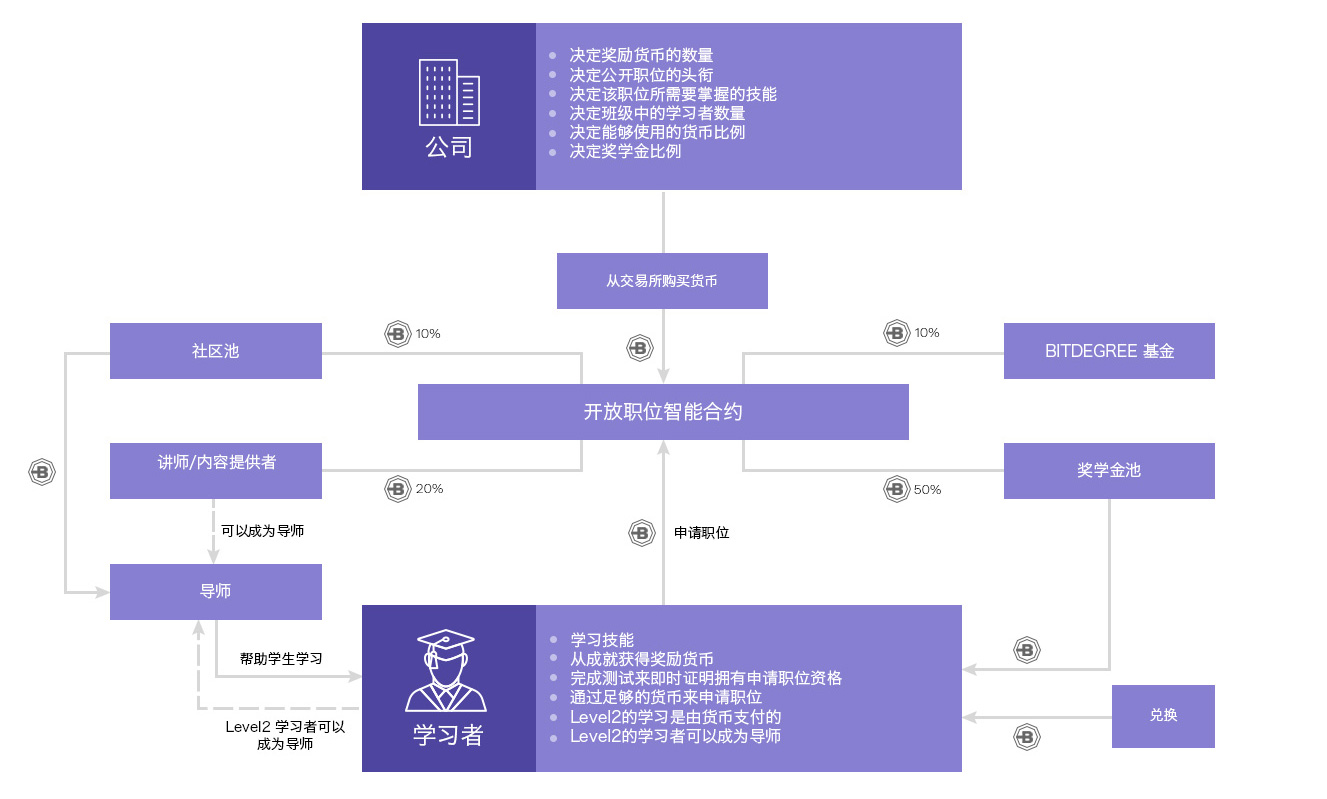 公司
决定奖励货币的数量
决定公开职位的头衔
决定该职位所需要掌握的技能
决定班级中的学习者数量
决定能够使用的货币比例
决定奖学金比例
从交易所购买货币
社区池
B 10%
B
B 10%
BITDEGREE 基金
开放职位智能合约
B
讲师/内容提供者
B 20%
B 50%
奖学金池
可以成为导师
B
申请职位
导师
帮助学生学习
Level2 学习者可以
成为导师
学习者
学习技能
从成就获得奖励货币
完成测试来即时证明拥有申请职位资格
通过足够的货币来申请职位
Level2的学习是由货币支付的
Level2的学习者可以成为导师
B
B
兑换